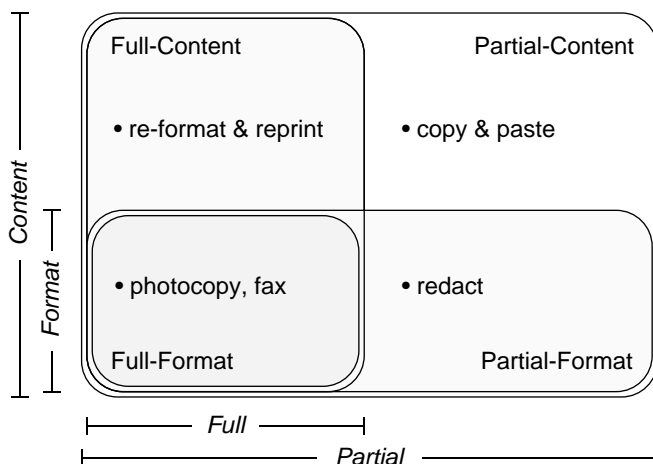 Full-Content Partial-Content
• re-format & reprint • copy & paste
Content
Format
• photocopy, fax • redact
Full-Format Partial-Format
Full
Partial